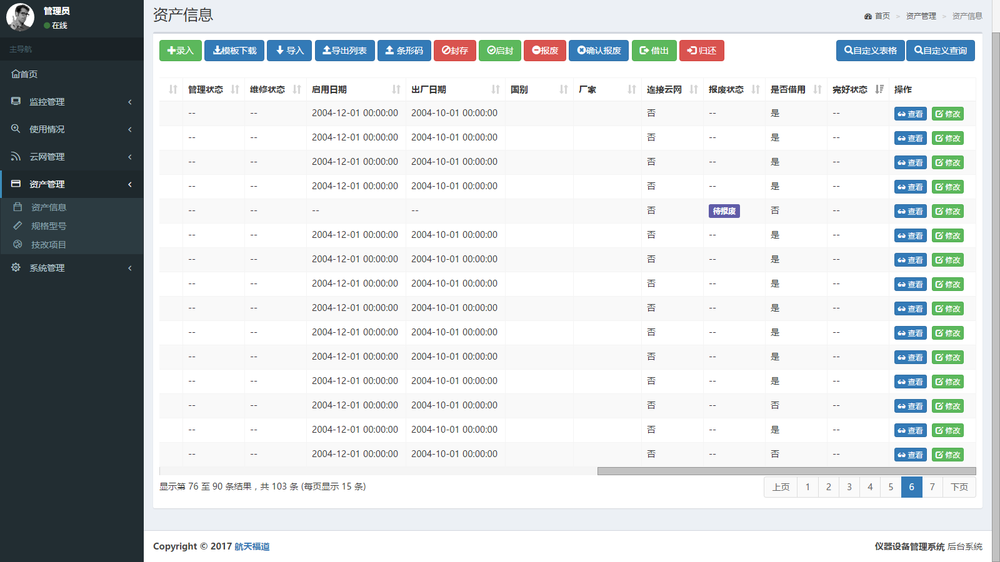 管理员
在线
主导航
首页
监控管理
使用情况
云网管理
资产管理
资产信息
规格型号
技改项目
系统管理
资产信息
首页 > 资产管理 > 资产信息
录入 模板下载 导入 导出列表 条形码 封存 启封 报废 确认报废 借出 归还 自定义表格 自定义查询
管理状态 维修状态 启用日期 出厂日期 国别 厂家 连接云网 报废状态 是否借用 完好状态 操作
-- -- 2004-12-01 00:00:00 2004-10-01 00:00:00 否 -- 是 -- 查看 修改
-- -- 2004-12-01 00:00:00 2004-10-01 00:00:00 否 -- 是 -- 查看 修改
-- -- 2004-12-01 00:00:00 2004-10-01 00:00:00 否 -- 是 -- 查看 修改
-- -- 2004-12-01 00:00:00 2004-10-01 00:00:00 否 -- 是 -- 查看 修改
-- -- -- -- 否 待报废 否 -- 查看 修改
-- -- 2004-12-01 00:00:00 2004-10-01 00:00:00 否 -- 是 -- 查看 修改
-- -- 2004-12-01 00:00:00 2004-10-01 00:00:00 否 -- 是 -- 查看 修改
-- -- 2004-12-01 00:00:00 2004-10-01 00:00:00 否 -- 是 -- 查看 修改
-- -- 2004-12-01 00:00:00 2004-10-01 00:00:00 否 -- 是 -- 查看 修改
-- -- 2004-12-01 00:00:00 2004-10-01 00:00:00 否 -- 是 -- 查看 修改
-- -- 2004-12-01 00:00:00 2004-10-01 00:00:00 否 -- 是 -- 查看 修改
-- -- 2004-12-01 00:00:00 2004-10-01 00:00:00 否 -- 是 -- 查看 修改
-- -- 2004-12-01 00:00:00 2004-10-01 00:00:00 否 -- 否 -- 查看 修改
-- -- 2004-12-01 00:00:00 2004-10-01 00:00:00 否 -- 是 -- 查看 修改
-- -- 2004-12-01 00:00:00 2004-10-01 00:00:00 否 -- 否 -- 查看 修改
显示第 76 至 90 条结果，共 103 条 (每页显示 15 条)
上页 1 2 3 4 5 6 7 下页
Copyright © 2017 航天福道
仪器设备管理系统 后台系统